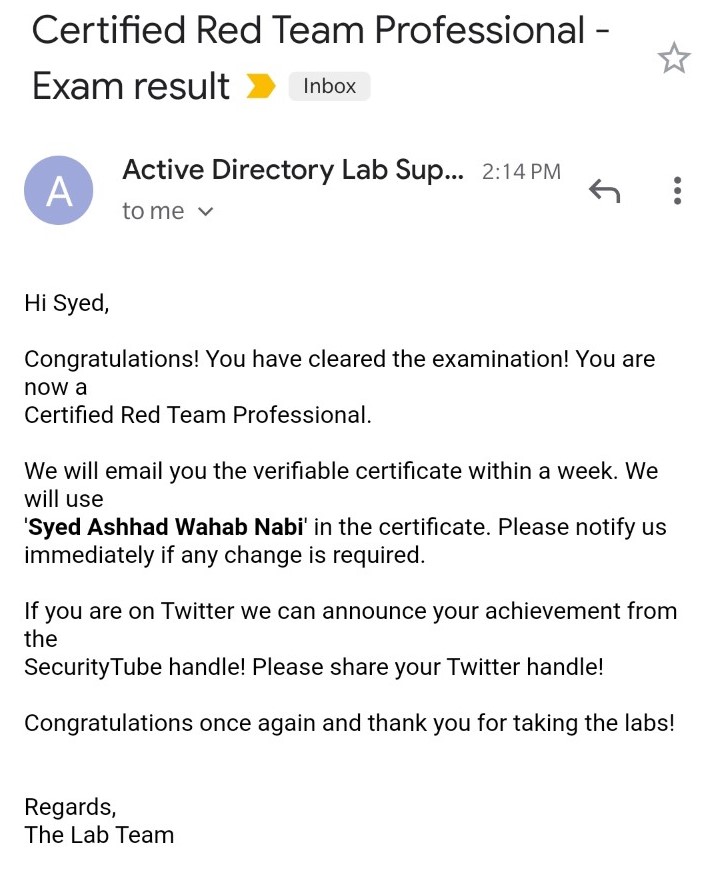 Certified Red Team Professional -
Exam result Inbox
A
Active Directory Lab Sup... 2:14 PM
to me
Hi Syed,
Congratulations! You have cleared the examination! You are
now a
Certified Red Team Professional.
We will email you the verifiable certificate within a week. We
will use
'Syed Ashhad Wahab Nabi' in the certificate. Please notify us
immediately if any change is required.
If you are on Twitter we can announce your achievement from
the
SecurityTube handle! Please share your Twitter handle!
Congratulations once again and thank you for taking the labs!
Regards,
The Lab Team